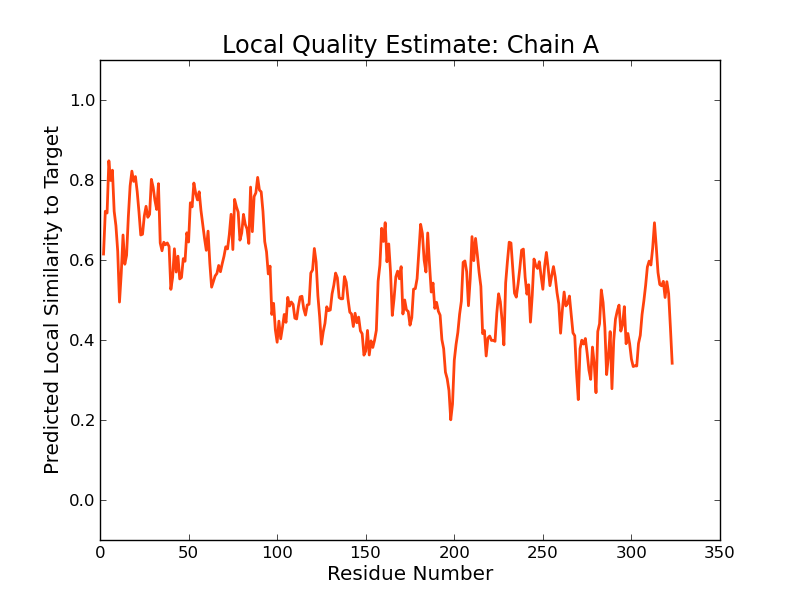 Local Quality Estimate: Chain A
Predicted Local Similarity to Target
1.0
0.8
0.6
0.4
0.2
0.0
0 50 100 150 200 250 300 350
Residue Number